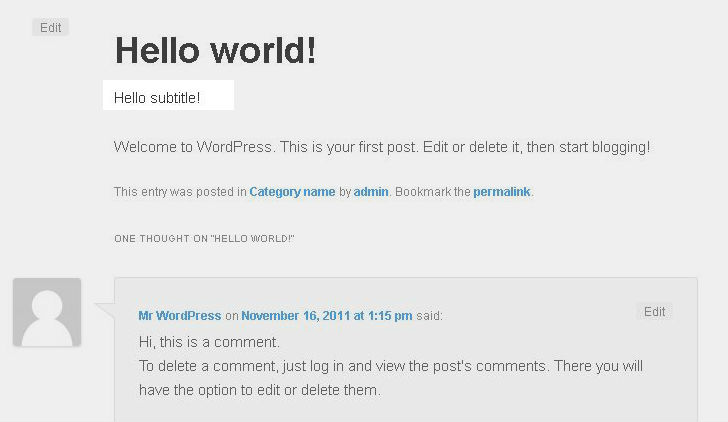 Edit
Hello world!
Hello subtitle!
Welcome to WordPress. This is your first post. Edit or delete it, then start blogging!
This entry was posted in Category name by admin. Bookmark the permalink.
ONE THOUGHT ON "HELLO WORLD!"
Mr WordPress on November 16, 2011 at 1:15 pm said:
Edit
Hi, this is a comment.
To delete a comment, just log in and view the post's comments. There you will
have the option to edit or delete them.